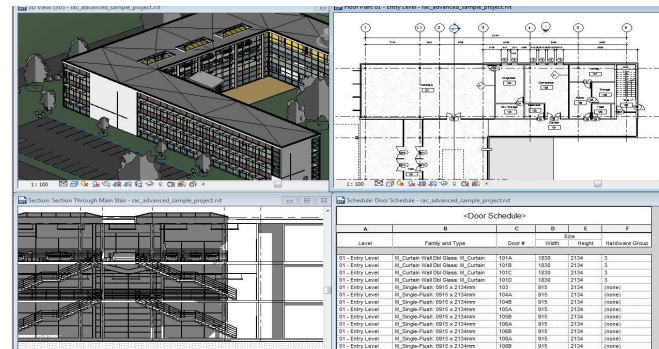 3D View: {3D} - rac_advanced_sample_project.rvt
Floor Plan: 01 - Entry Level - rac_advanced_sample_project.rvt
1 : 100
1 : 100
Section: Section Through Main Stair - rac_advanced_sample_project.rvt
Schedule: Door Schedule - rac_advanced_sample_project.rvt
<Door Schedule>
A B C D E F
Size
Level Family and Type Door # Width Height Hardware Group
01 - Entry Level M_Curtain Wall Dbl Glass: M_Curtain 101A 1830 2134 3
01 - Entry Level M_Curtain Wall Dbl Glass: M_Curtain 101B 1830 2134 3
01 - Entry Level M_Curtain Wall Dbl Glass: M_Curtain 101C 1830 2134 3
01 - Entry Level M_Curtain Wall Dbl Glass: M_Curtain 101D 1830 2134 3
01 - Entry Level M_Single-Flush: 0915 x 2134mm 103 915 2134 (none)
01 - Entry Level M_Single-Flush: 0915 x 2134mm 104A 915 2134 (none)
01 - Entry Level M_Single-Flush: 0915 x 2134mm 104B 915 2134 (none)
01 - Entry Level M_Single-Flush: 0915 x 2134mm 105A 915 2134 (none)
01 - Entry Level M_Single-Flush: 0915 x 2134mm 105B 915 2134 (none)
01 - Entry Level M_Single-Flush: 0915 x 2134mm 106A 915 2134 (none)
01 - Entry Level M_Single-Flush: 0915 x 2134mm 106B 915 2134 (none)
01 - Entry Level M_Single-Flush: 0915 x 2134mm 108A 915 2134 (none)
01 - Entry Level M_Single-Flush: 0915 x 2134mm 108B 915 2134 (none)